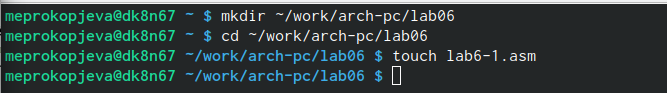 meprokopjeva@dk8n67 ~ $ mkdir ~/work/arch-pc/lab06
meprokopjeva@dk8n67 ~ $ cd ~/work/arch-pc/lab06
meprokopjeva@dk8n67 ~/work/arch-pc/lab06 $ touch lab6-1.asm
meprokopjeva@dk8n67 ~/work/arch-pc/lab06 $